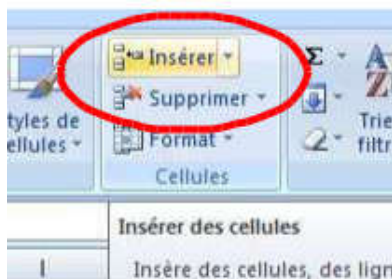 Insérer
Supprimer
Format
Cellules
Σ
tyles de
ellules
Trie
filtr
Insérer des cellules
I
Insère des cellules, des lign